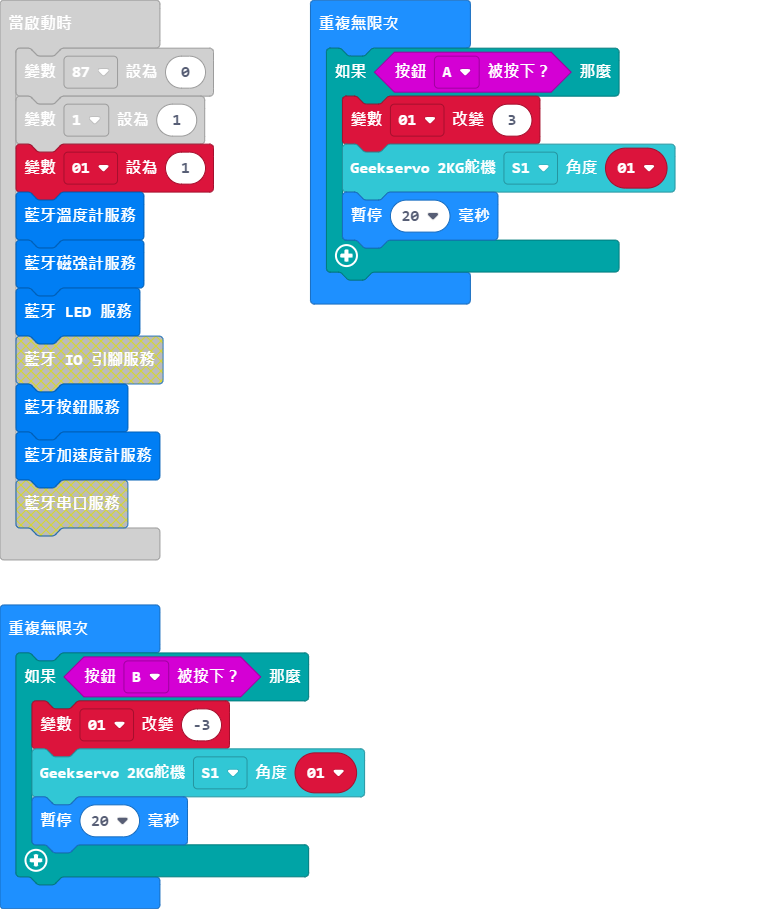 當啟動時
變數 87 設為 0
變數 1 設為 1
變數 01 設為 1
藍牙溫度計服務
藍牙磁強計服務
藍牙 LED 服務
藍牙 IO 引腳服務
藍牙按鈕服務
藍牙加速度計服務
藍牙串口服務
重複無限次
如果 按鈕 A 被按下？ 那麼
變數 01 改變 3
Geekservo 2KG舵機 S1 角度 01
暫停 20 毫秒
重複無限次
如果 按鈕 B 被按下？ 那麼
變數 01 改變 -3
Geekservo 2KG舵機 S1 角度 01
暫停 20 毫秒